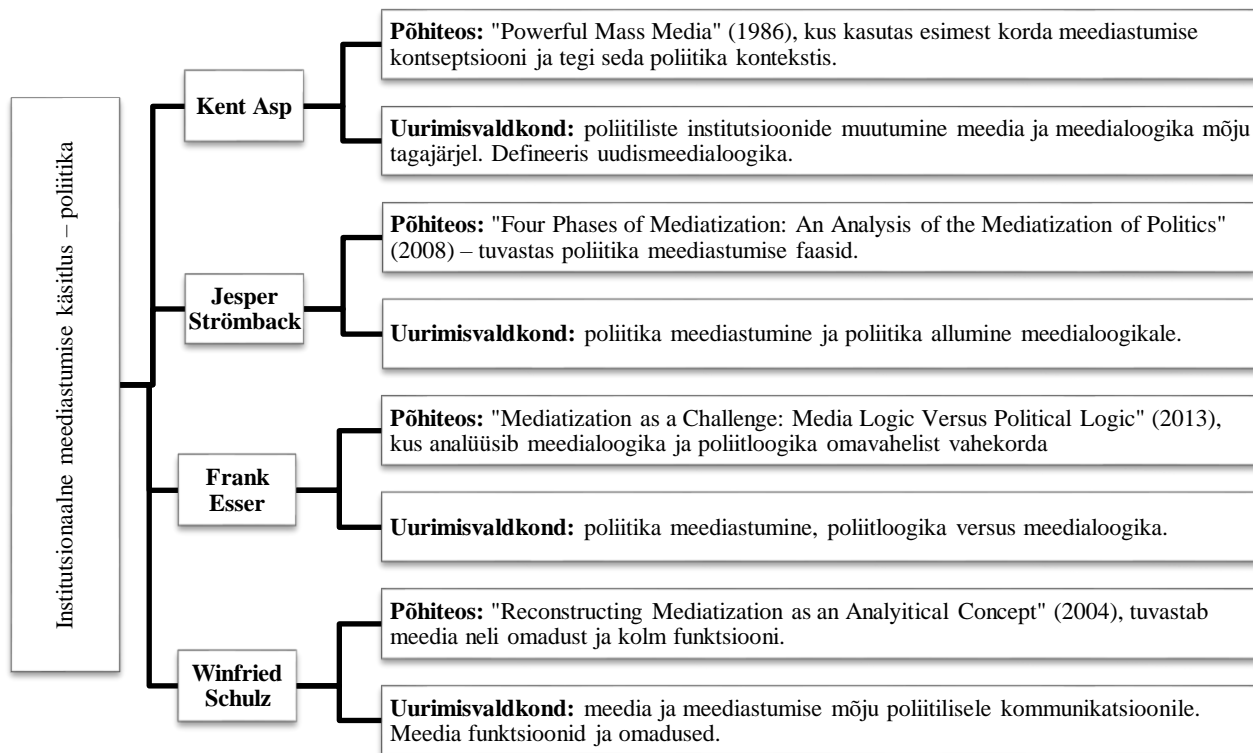 Institutsionaalne meediastumise käsitlus – poliitika
Kent Asp
Põhiteos: "Powerful Mass Media" (1986), kus kasutas esimest korda meediastumise
kontseptsiooni ja tegi seda poliitika kontekstis.
Uurimisvaldkond: poliitiliste institutsioonide muutumine meedia ja medialoogika mõju
tagajärjel. Defineeris uudismeedialoogika.
Jesper
Strömback
Põhiteos: "Four Phases of Mediatization: An Analysis of the Mediatization of Politics"
(2008) – tuvastas poliitika meediastumise faasid.
Uurimisvaldkond: poliitika meediastumine ja poliitika allumine meedialoogikale.
Frank
Esser
Põhiteos: "Mediatization as a Challenge: Media Logic Versus Political Logic" (2013),
kus analüüsib meedialoogika ja poliitloogika omavahelist vahekorda
Uurimisvaldkond: poliitika meediastumine, poliitloogika versus meedialoogika.
Winfried
Schulz
Põhiteos: "Reconstructing Mediatization as an Analyitical Concept" (2004), tuvastab
meedia neli omadust ja kolm funktsiooni.
Uurimisvaldkond: meedia ja meediastumise mõju poliitilisele kommunikatsioonile.
Meedia funktsioonid ja omadused.